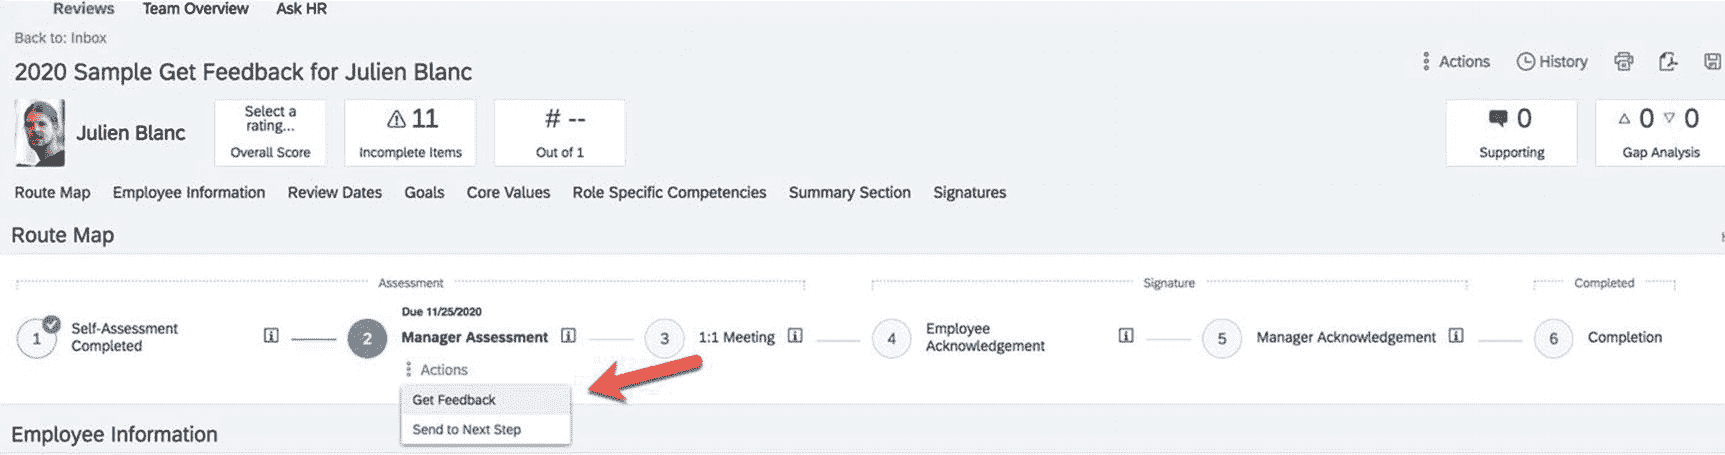 Reviews Team Overview Ask HR
Back to: Inbox
2020 Sample Get Feedback for Julien Blanc
Actions History
Julien Blanc
Select a
rating...
Overall Score
11
Incomplete Items
# --
Out of 1
0
Supporting
0 0
Gap Analysis
Route Map Employee Information Review Dates Goals Core Values Role Specific Competencies Summary Section Signatures
Route Map
Assessment Signature Completed
1 Self-Assessment
Completed
Due 11/25/2020
2 Manager Assessment
3 1:1 Meeting
4 Employee
Acknowledgement
5 Manager Acknowledgement
6 Completion
Actions
Get Feedback
Send to Next Step
Employee Information